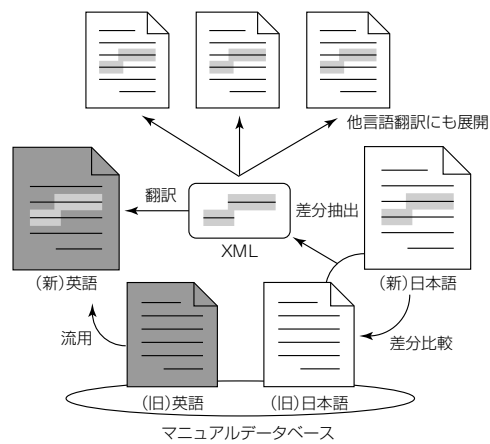 他言語翻訳にも展開
翻訳
差分抽出
XML
(新)英語
(新)日本語
流用
差分比較
(旧)英語
(旧)日本語
マニュアルデータベース